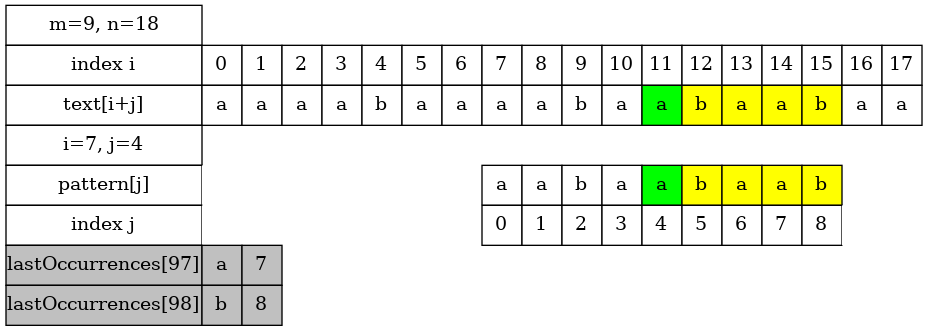 m=9, n=18
index i 0 1 2 3 4 5 6 7 8 9 10 11 12 13 14 15 16 17
text[i+j] a a a a b a a a a b a a b a a b a a
i=7, j=4
pattern[j] a a b a a b a a b
index j 0 1 2 3 4 5 6 7 8
lastOccurrences[97] a 7
lastOccurrences[98] b 8